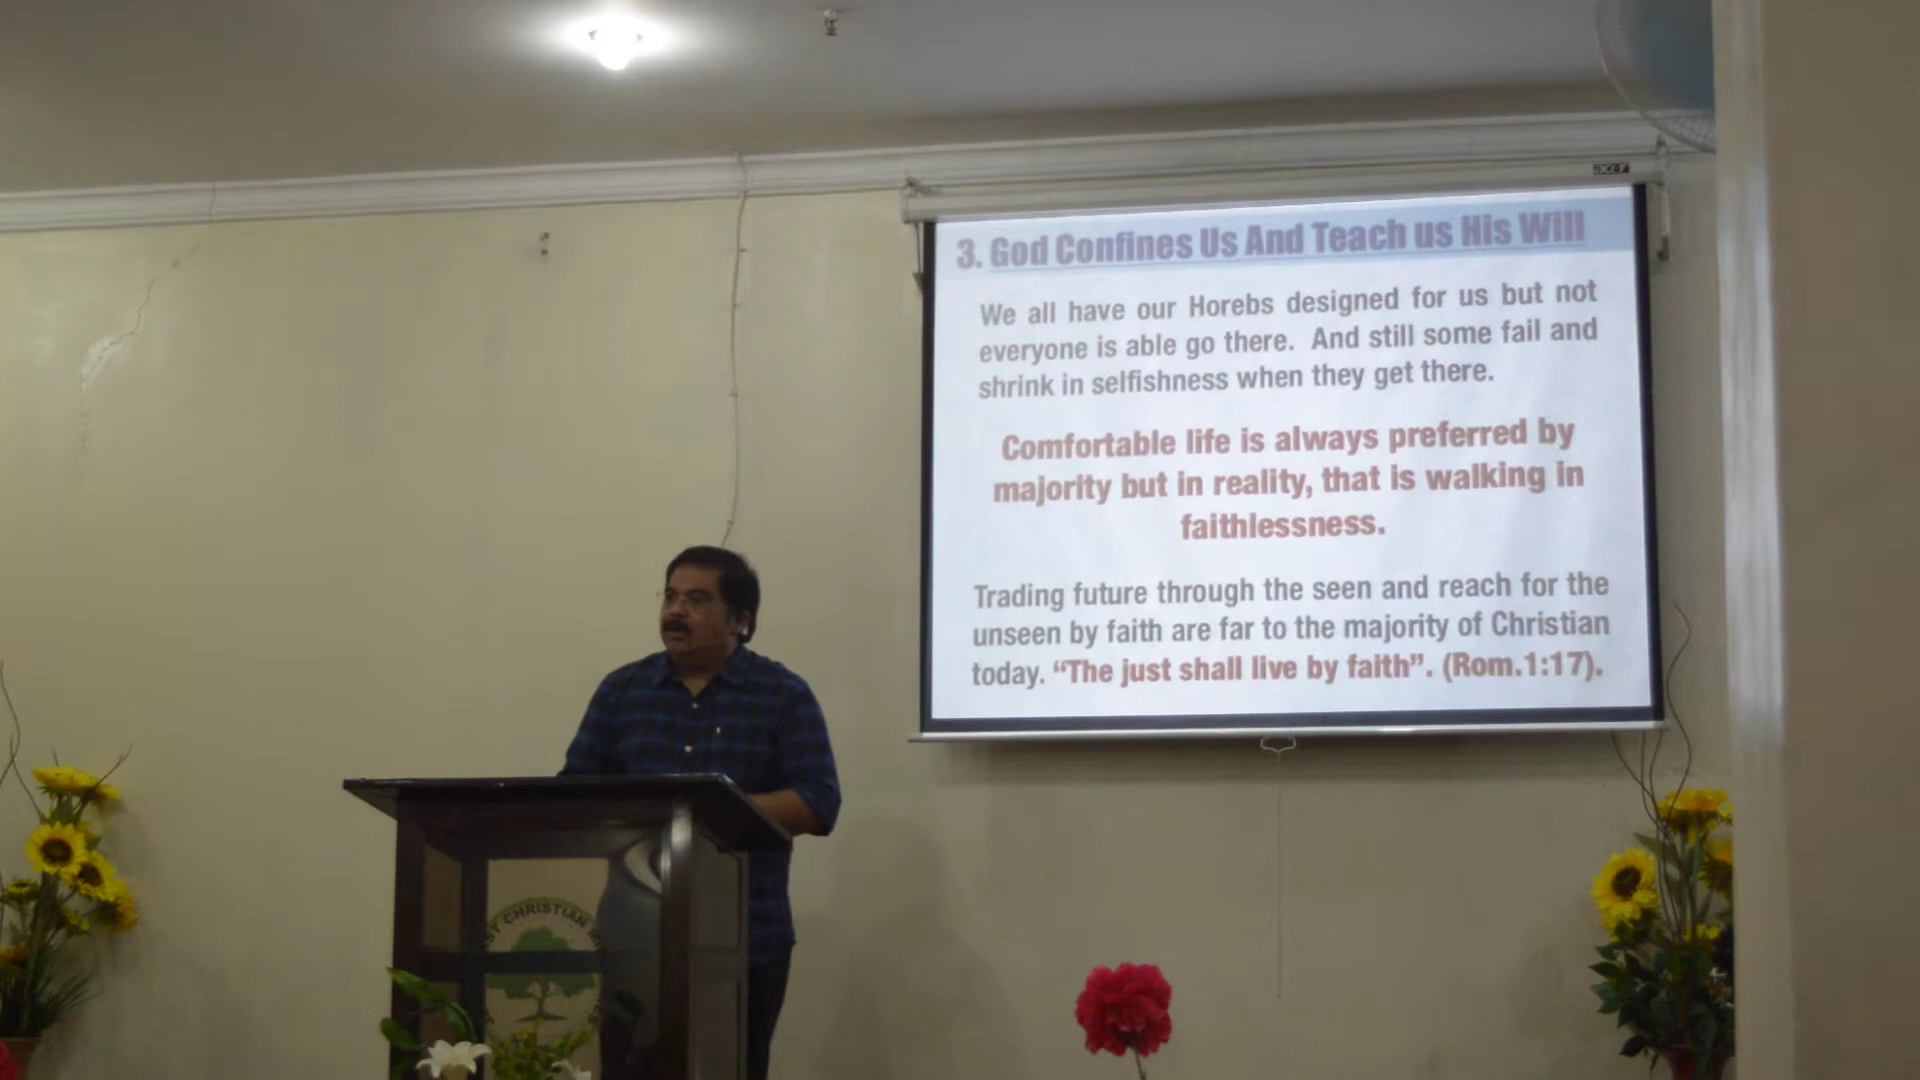 acer
3. God Confines Us And Teach us His Will
We all have our Horebs designed for us but not
everyone is able go there. And still some fail and
shrink in selfishness when they get there.
Comfortable life is always preferred by
majority but in reality, that is walking in
faithlessness.
Trading future through the seen and reach for the
unseen by faith are far to the majority of Christian
today. “The just shall live by faith”. (Rom.1:17).
CHRISTIAN